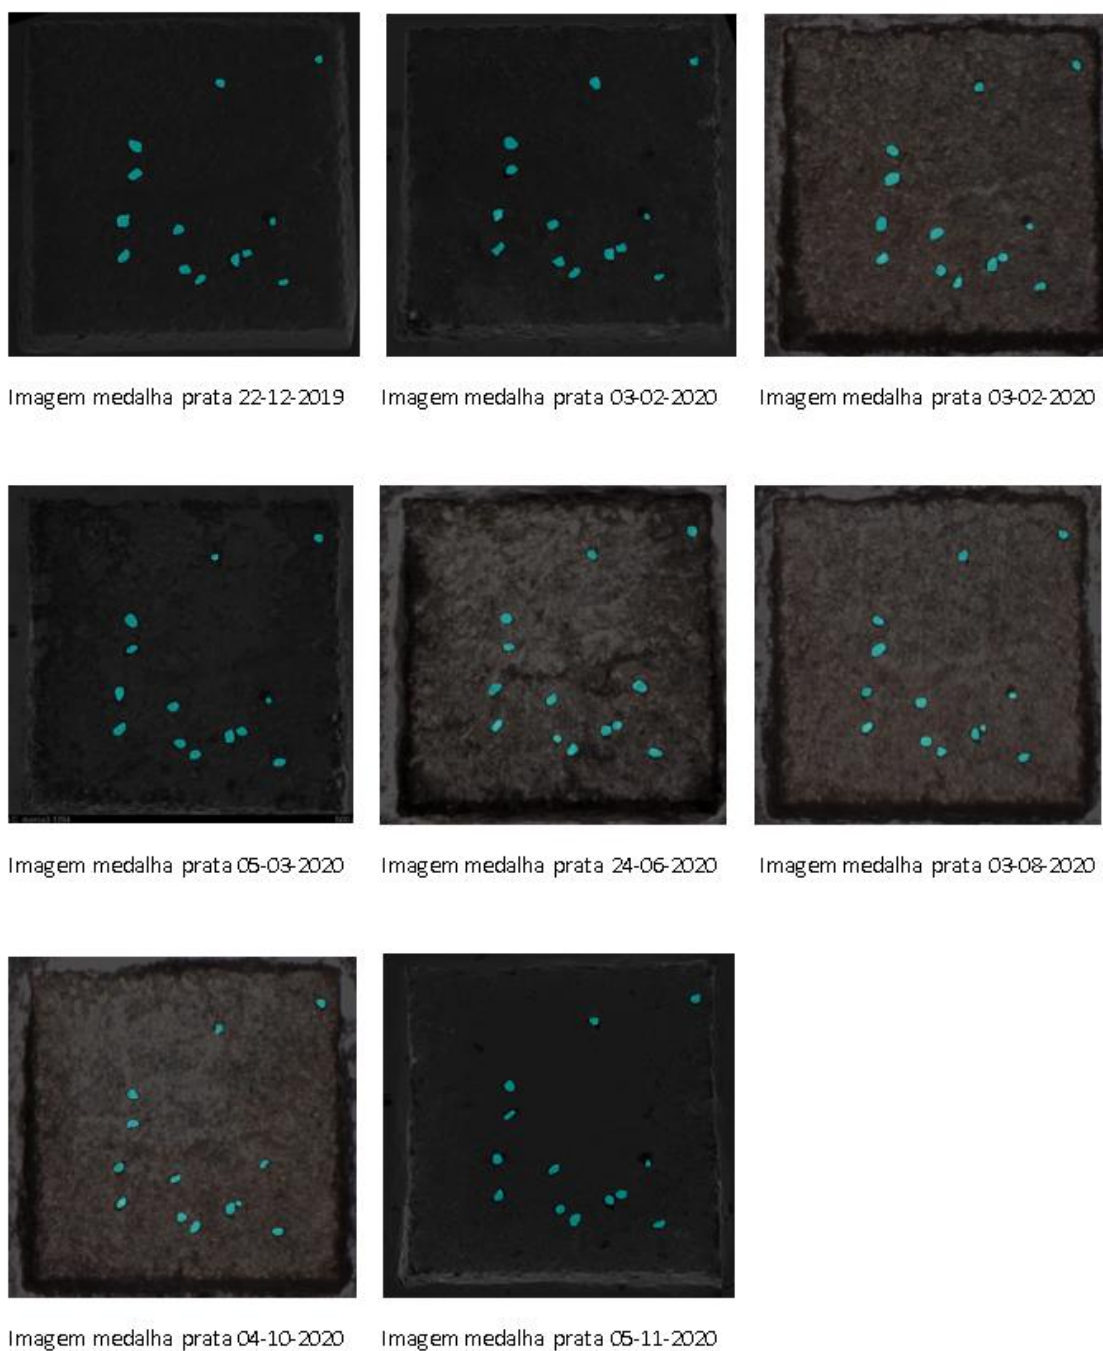 Imagem medalha prata 22-12-2019
Imagem medalha prata 03-02-2020
Imagem medalha prata 03-02-2020
Imagem medalha prata 05-03-2020
Imagem medalha prata 24-06-2020
Imagem medalha prata 03-08-2020
Imagem medalha prata 04-10-2020
Imagem medalha prata 05-11-2020